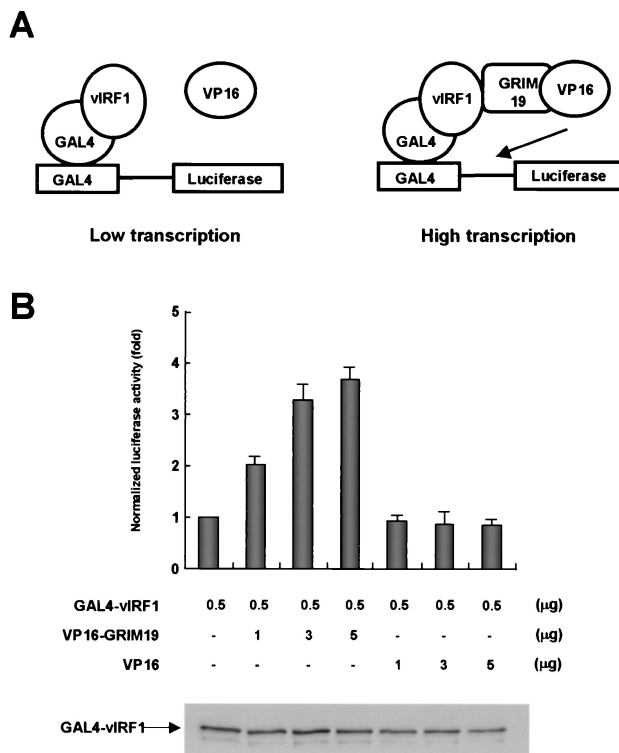 A
vIRF1
VP16
GAL4
GAL4
Luciferase
Low transcription
vIRF1
GRIM
19
VP16
GAL4
GAL4
Luciferase
High transcription
B
Normalized luciferase activity (fold)
5
4
3
2
1
0
GAL4-vIRF1 0.5 0.5 0.5 0.5 0.5 0.5 0.5 (μg)
VP16-GRIM19 - 1 3 5 - - - (μg)
VP16 - - - - 1 3 5 (μg)
GAL4-vIRF1